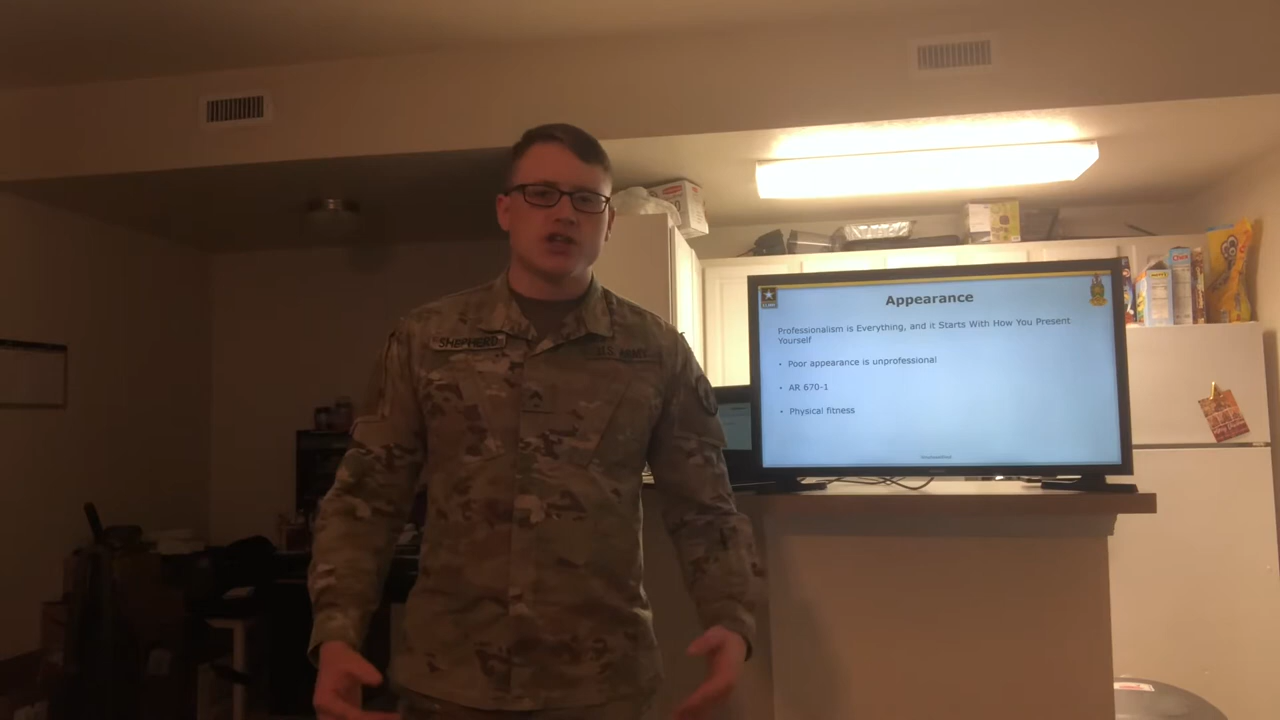 SHEPHERD
U.S. ARMY
Appearance
Professionalism is Everything, and it Starts With How You Present
Yourself
• Poor appearance is unprofessional
• AR 670-1
• Physical fitness